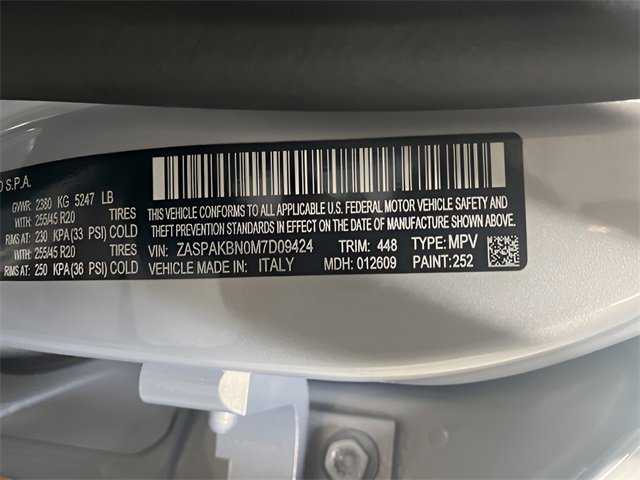 O S.P.A.
GVWR 2380 KG 5247 LB
WITH: 255/45 R20 TIRES
RIMS AT: 230 KPA(33 PSI) COLD
WITH: 255/45 R20 TIRES
RIMS AT: 250 KPA(36 PSI) COLD
THIS VEHICLE CONFORMS TO ALL APPLICABLE U.S. FEDERAL MOTOR VEHICLE SAFETY AND
THEFT PREVENTION STANDARDS IN EFFECT ON THE DATE OF MANUFACTURE SHOWN ABOVE
VIN: ZASPAKBN0M7D09424 TRIM: 448 TYPE: MPV
VEHICLE MADE IN: ITALY MDH: 012609 PAINT: 252